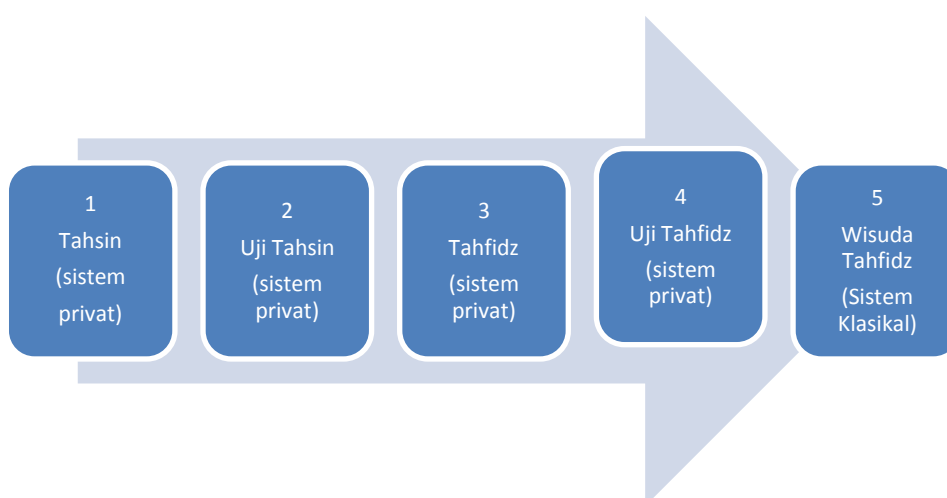 1
Tahsin
(sistem
privat)
2
Uji Tahsin
(sistem
privat)
3
Tahfidz
(sistem
privat)
4
Uji Tahfidz
(sistem
privat)
5
Wisuda
Tahfidz
(Sistem
Klasikal)